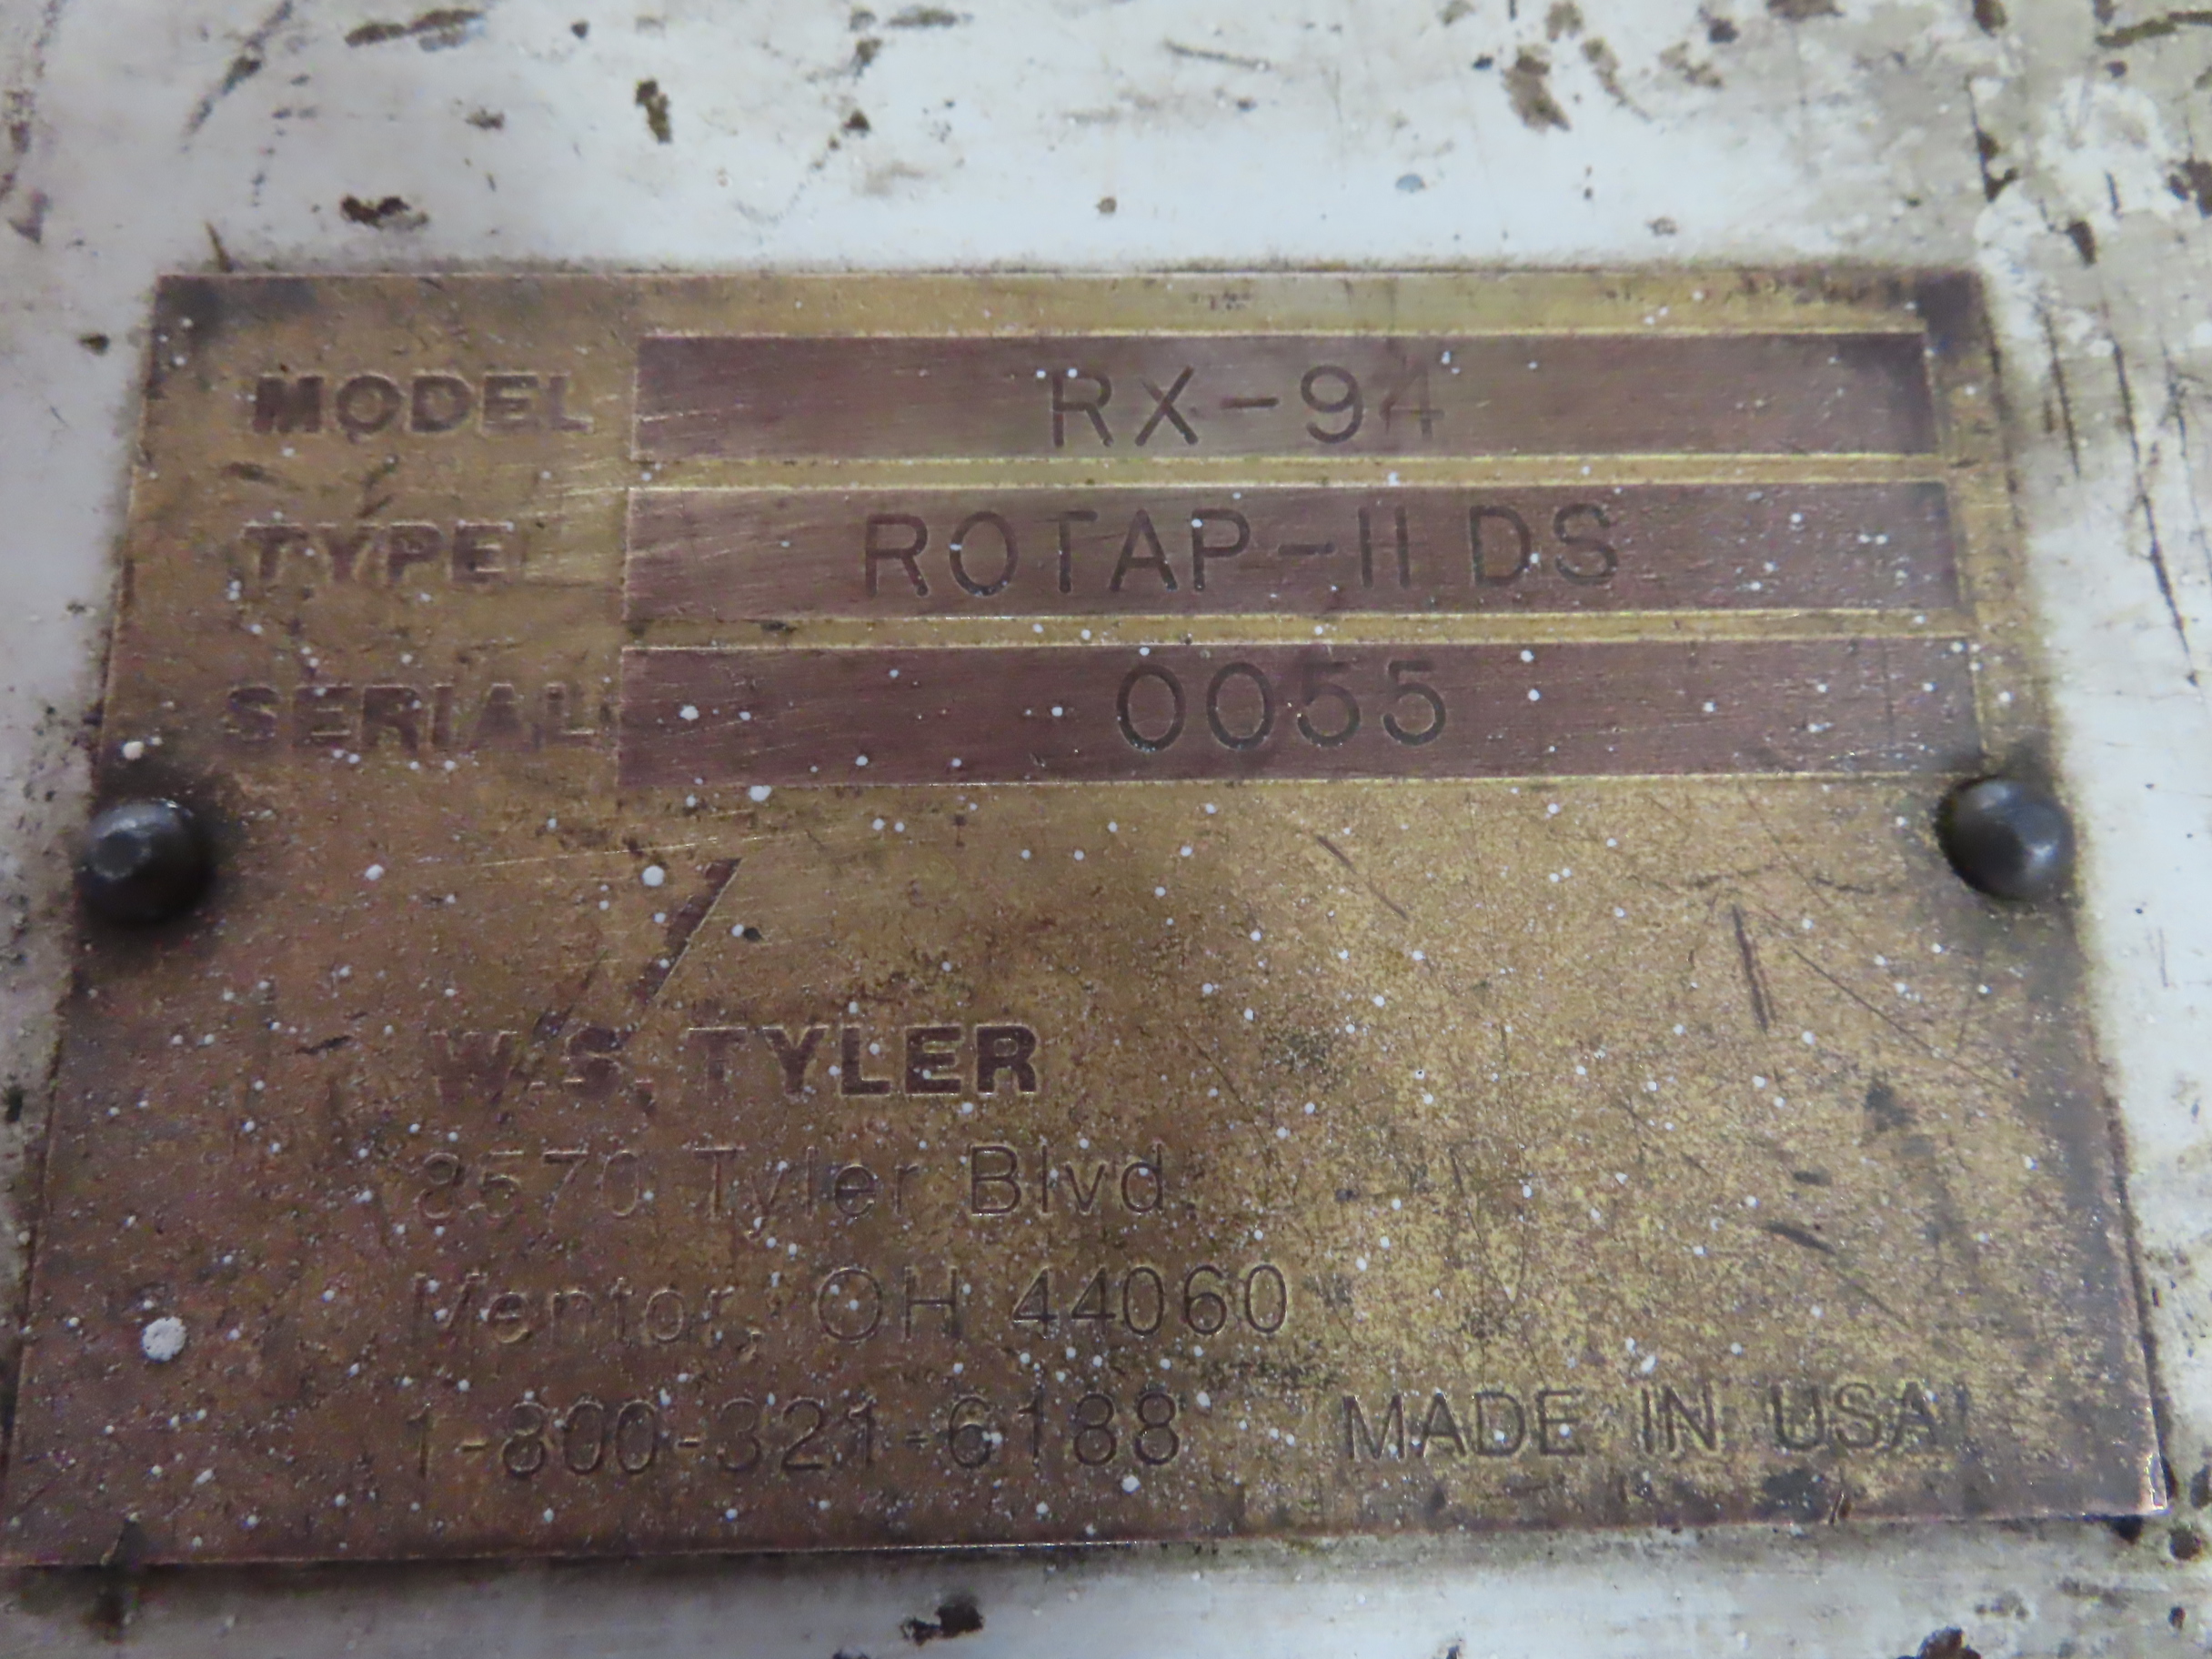 MODEL RX-94
TYPE ROTAP-II DS
SERIAL 0055
W.S. TYLER
8570 Tyler Blvd.
Mentor, OH 44060
1-800-321-6188 MADE IN USA